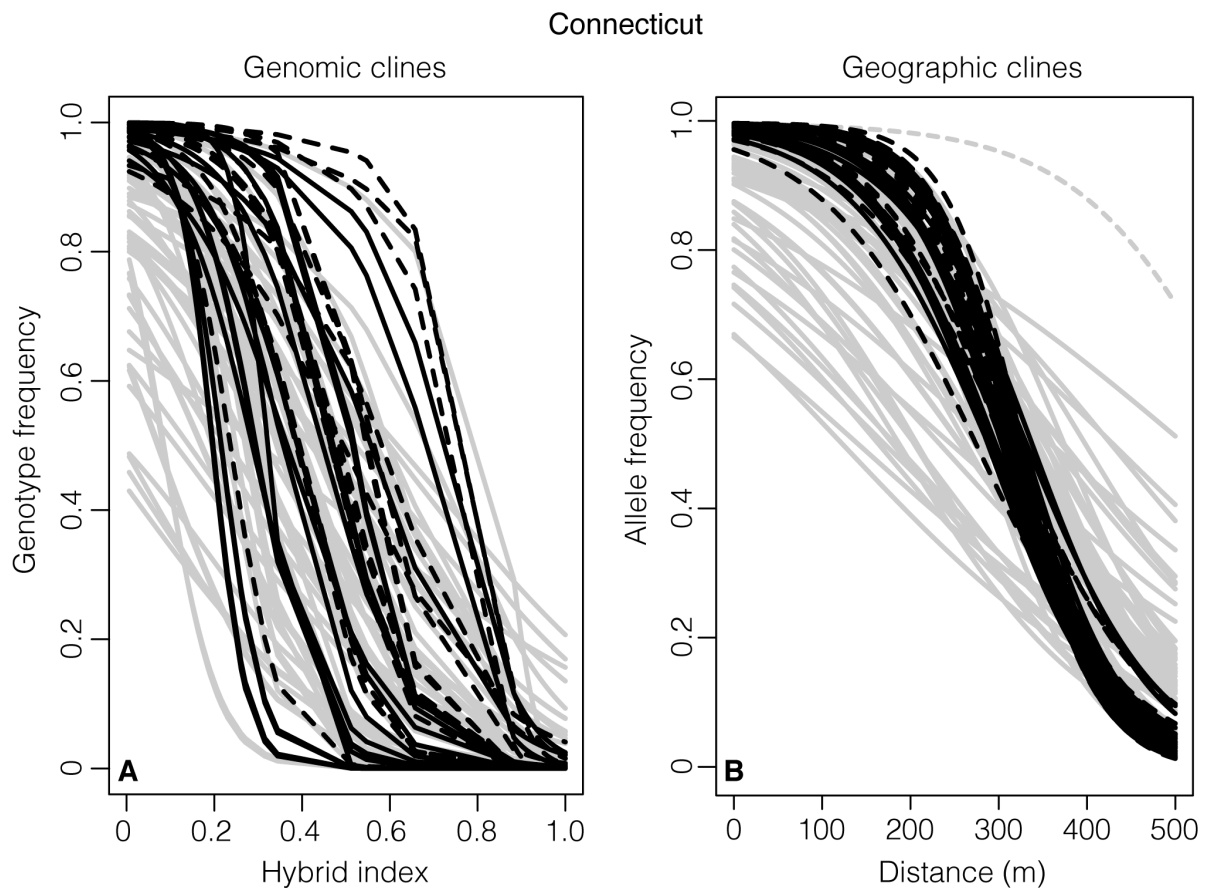 Connecticut
Genomic clines
Geographic clines
Genotype frequency
1.0
0.8
0.6
0.4
0.2
0
A
0
0.2
0.4
0.6
0.8
1.0
Hybrid index
Allele frequency
1.0
0.8
0.6
0.4
0.2
0
B
0
100
200
300
400
500
Distance (m)